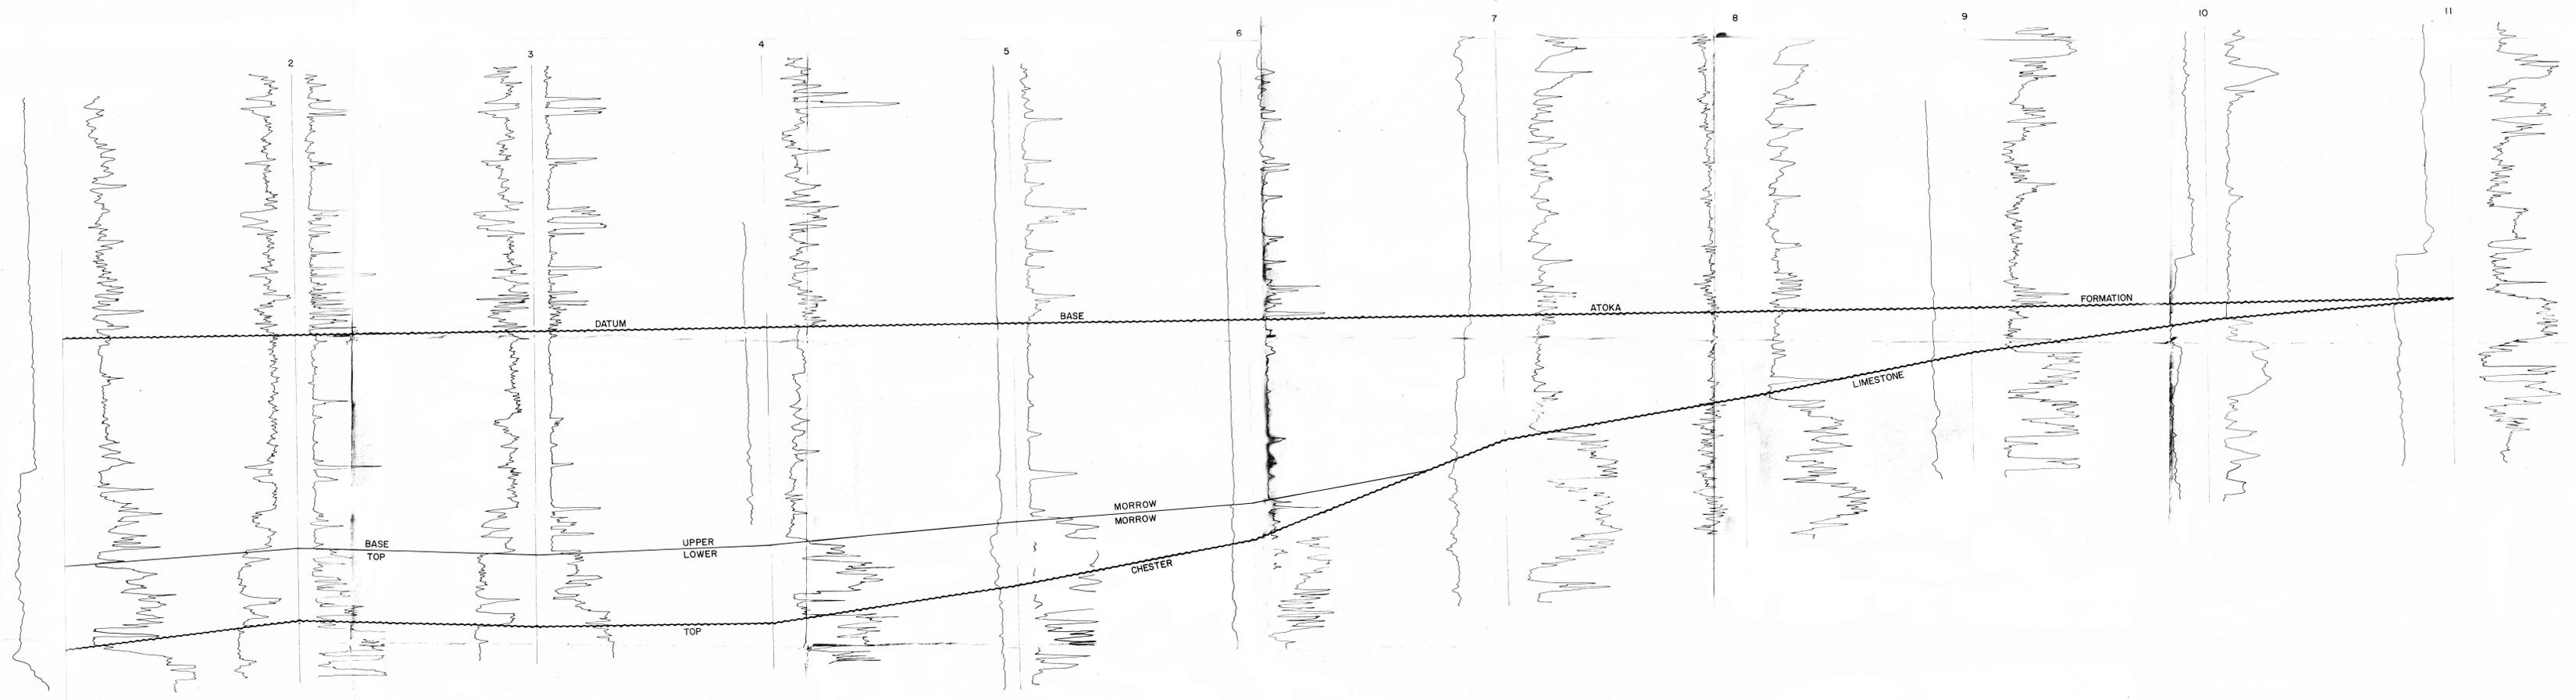 2 3 4 5 6 7 8 9 10 11
DATUM BASE ATOKA FORMATION
LIMESTONE
BASE UPPER MORROW
TOP LOWER MORROW
TOP CHESTER